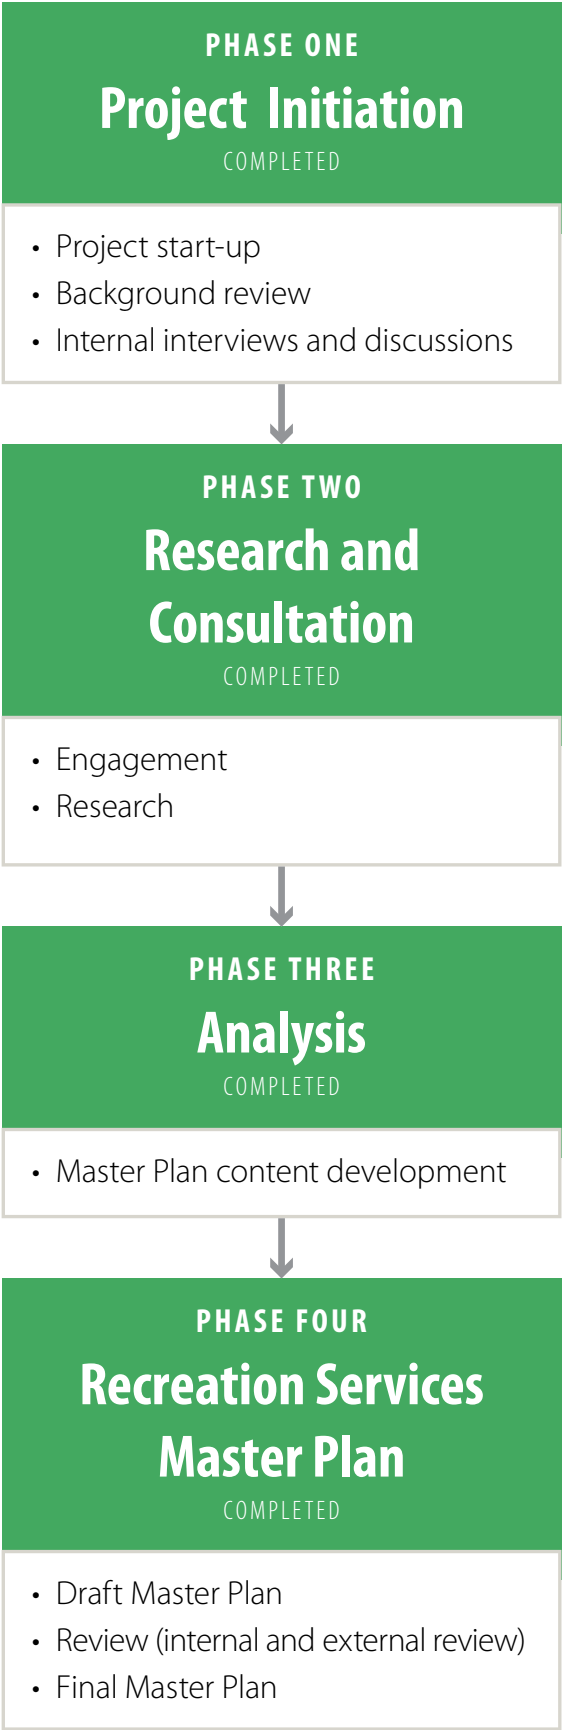 PHASE ONE
Project Initiation
COMPLETED
• Project start-up
• Background review
• Internal interviews and discussions
PHASE TWO
Research and
Consultation
COMPLETED
• Engagement
• Research
PHASE THREE
Analysis
COMPLETED
• Master Plan content development
PHASE FOUR
Recreation Services
Master Plan
COMPLETED
• Draft Master Plan
• Review (internal and external review)
• Final Master Plan